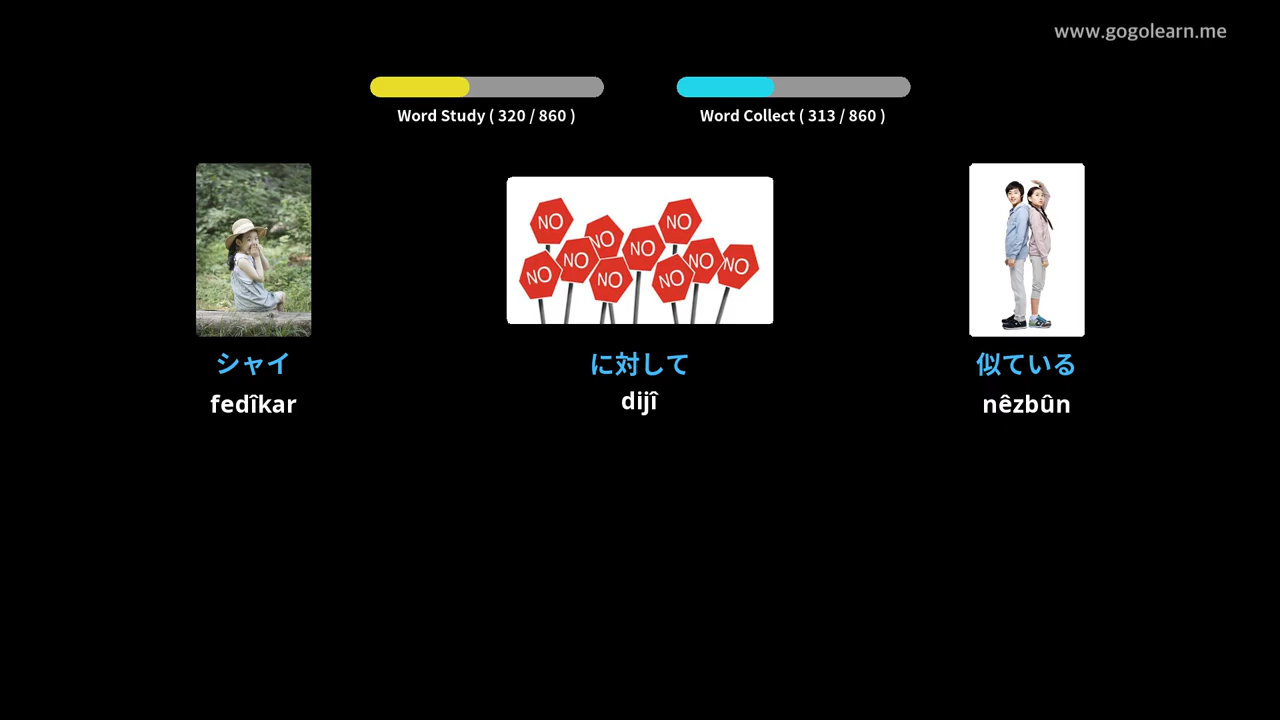 www.gogolearn.me
Word Study ( 320 / 860 )
Word Collect ( 313 / 860 )
NO
NO
NO
NO
NO
NO
NO
NO
NO
NO
シャイ
に対して
似ている
fedîkar
dijî
nêzbûn